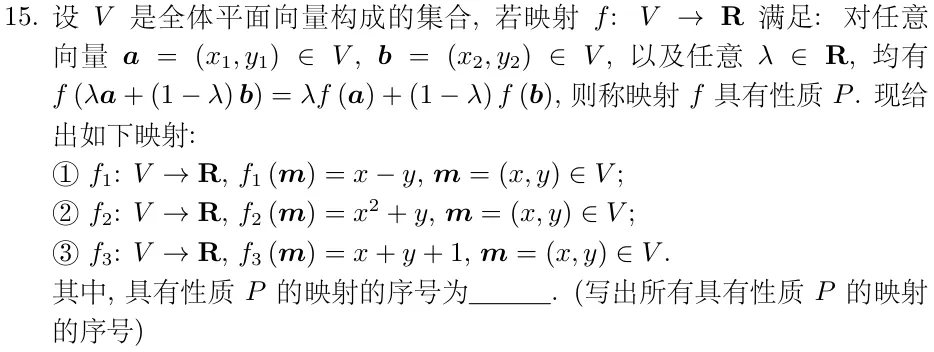 15. 设 V 是全体平面向量构成的集合, 若映射 f: V → R 满足: 对任意
向量 a = (x₁, y₁) ∈ V, b = (x₂, y₂) ∈ V, 以及任意 λ ∈ R, 均有
f (λa + (1 − λ) b) = λf (a) + (1 − λ) f (b), 则称映射 f 具有性质 P. 现给
出如下映射:
① f₁: V → R, f₁ (m) = x − y, m = (x, y) ∈ V;
② f₂: V → R, f₂ (m) = x² + y, m = (x, y) ∈ V;
③ f₃: V → R, f₃ (m) = x + y + 1, m = (x, y) ∈ V.
其中, 具有性质 P 的映射的序号为______. (写出所有具有性质 P 的映射
的序号)